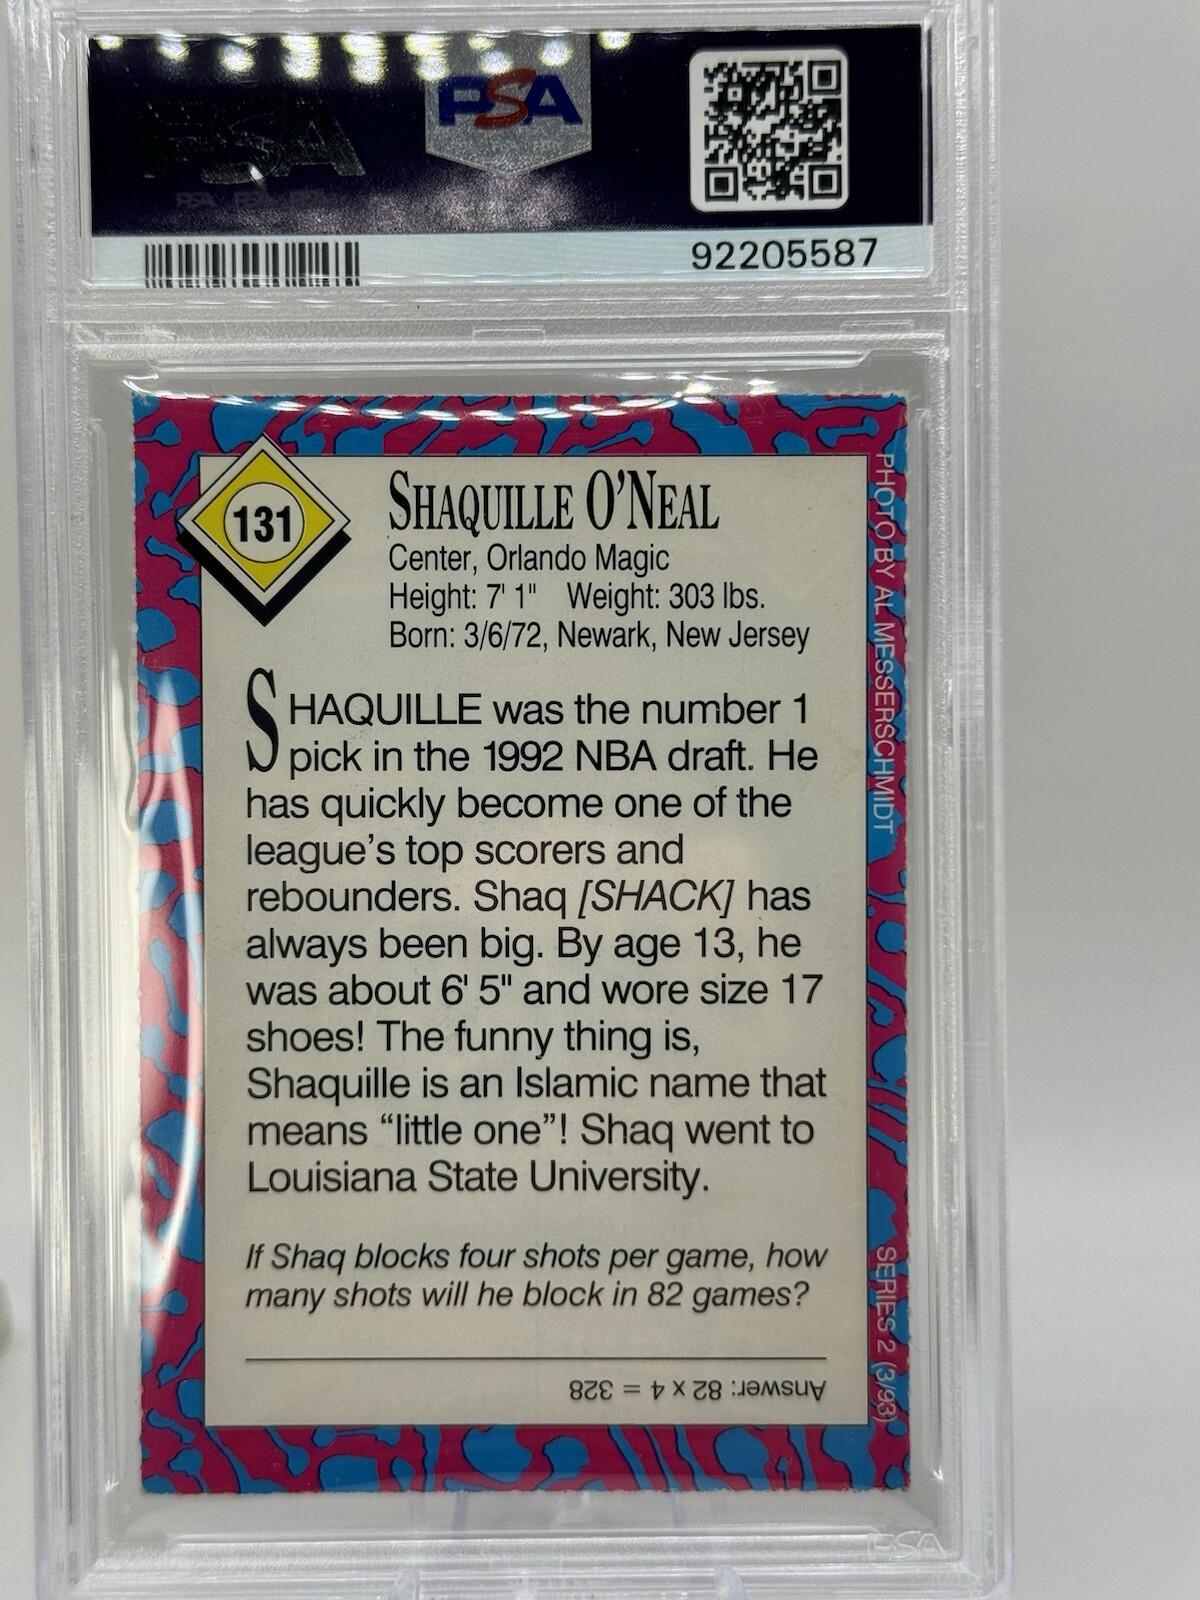 PSA
PSA
PSA PSA PSA
92205587
131
SHAQUILLE O'NEAL
Center, Orlando Magic
Height: 7' 1" Weight: 303 lbs.
Born: 3/6/72, Newark, New Jersey
SHAQUILLE was the number 1
pick in the 1992 NBA draft. He
has quickly become one of the
league's top scorers and
rebounders. Shaq [SHACK] has
always been big. By age 13, he
was about 6' 5" and wore size 17
shoes! The funny thing is,
Shaquille is an Islamic name that
means “little one”! Shaq went to
Louisiana State University.
If Shaq blocks four shots per game, how
many shots will he block in 82 games?
Answer: 82 x 4 = 328
PHOTO BY AL MESSERSCHMIDT
SERIES 2 (3/93)
PSA